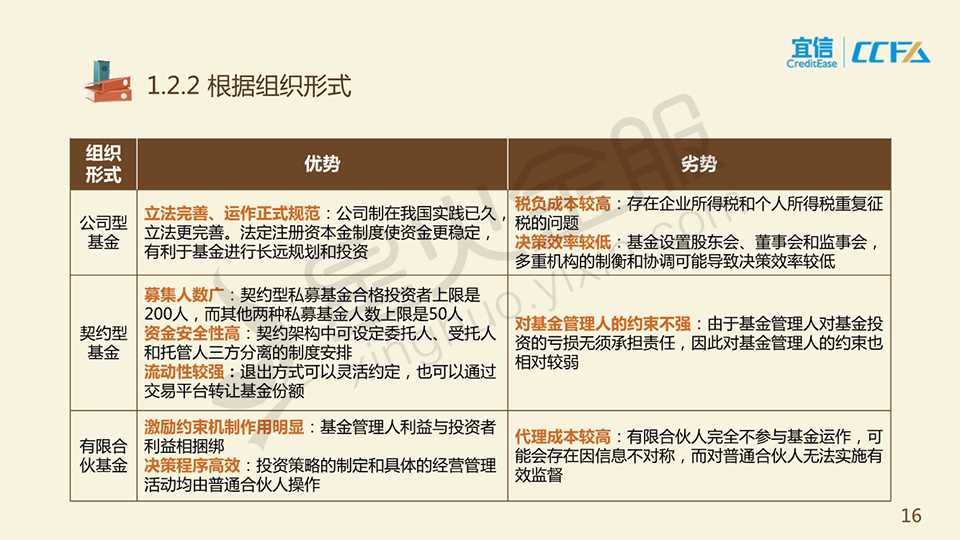 宜信
CreditEase
CCFA
1.2.2 根据组织形式
组织
形式
优势
劣势
公司型
基金
立法完善、运作正式规范：公司制在我国实践已久，
立法更完善。法定注册资本金制度使资金更稳定，
有利于基金进行长远规划和投资
税负成本较高：存在企业所得税和个人所得税重复征
税的问题
决策效率较低：基金设置股东会、董事会和监事会，
多重机构的制衡和协调可能导致决策效率较低
契约型
基金
募集人数广：契约型私募基金合格投资者上限是
200人，而其他两种私募基金人数上限是50人
资金安全性高：契约架构中可设定委托人、受托人
和托管人三方分离的制度安排
流动性较强：退出方式可以灵活约定，也可以通过
交易平台转让基金份额
对基金管理人的约束不强：由于基金管理人对基金投
资的亏损无须承担责任，因此对基金管理人的约束也
相对较弱
有限合
伙基金
激励约束机制作用明显：基金管理人利益与投资者
利益相捆绑
决策程序高效：投资策略的制定和具体的经营管理
活动均由普通合伙人操作
代理成本较高：有限合伙人完全不参与基金运作，可
能会存在因信息不对称，而对普通合伙人无法实施有
效监督
星火金服
16